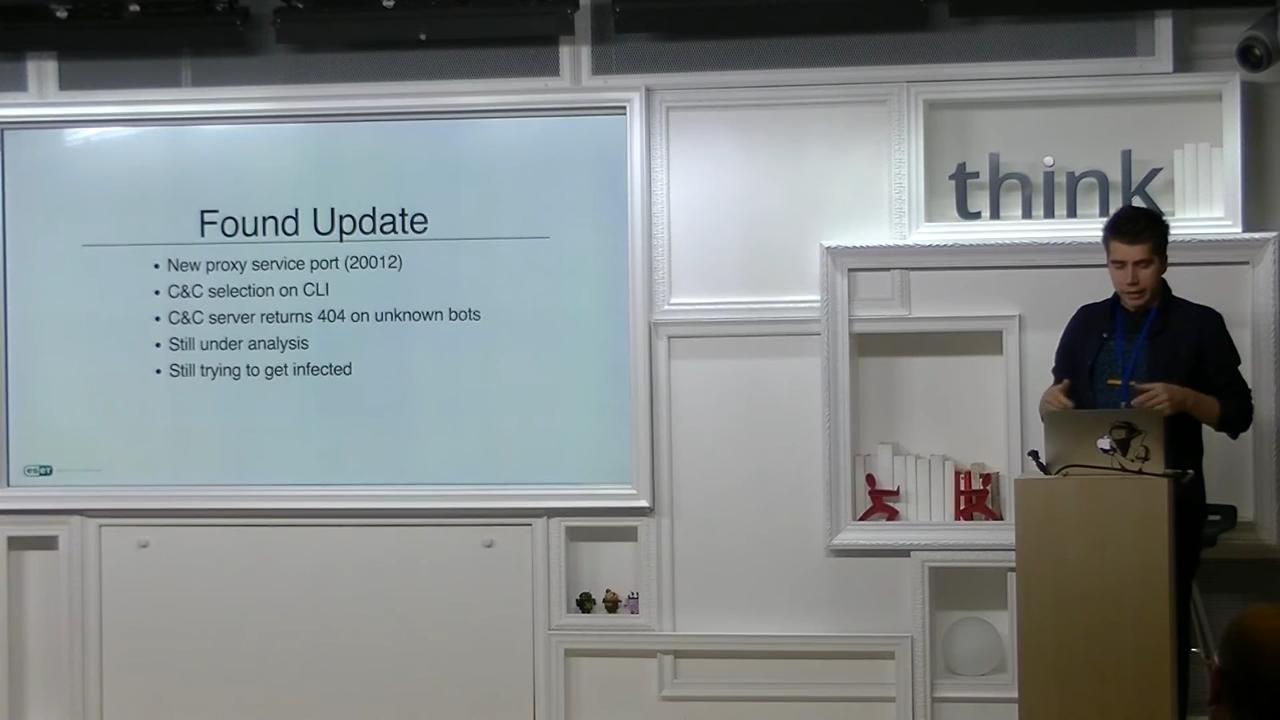 Found Update
• New proxy service port (20012)
• C&C selection on CLI
• C&C server returns 404 on unknown bots
• Still under analysis
• Still trying to get infected
eseT
think